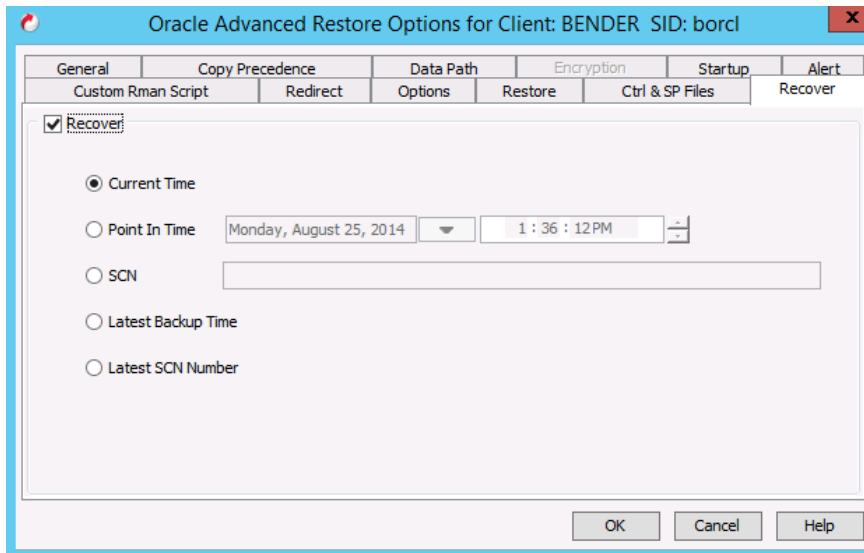 Oracle Advanced Restore Options for Client: BENDER SID: borcl
x
General Copy Precedence Data Path Encryption Startup Alert
Custom Rman Script Redirect Options Restore Ctrl & SP Files Recover
Recover
Current Time
Point In Time Monday, August 25, 2014 1 : 36 : 12 PM
SCN
Latest Backup Time
Latest SCN Number
OK Cancel Help